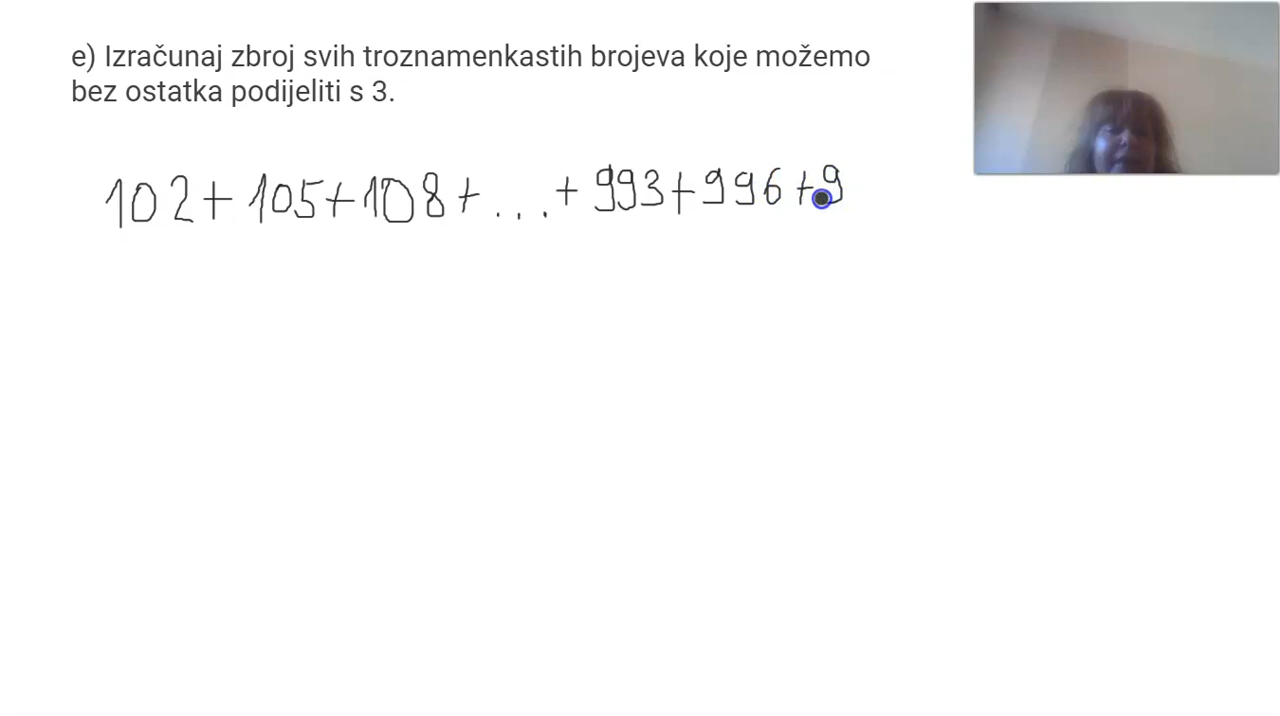 e) Izračunaj zbroj svih troznamenkastih brojeva koje možemo
bez ostatka podijeliti s 3.
102+105+108+...+993+996+9